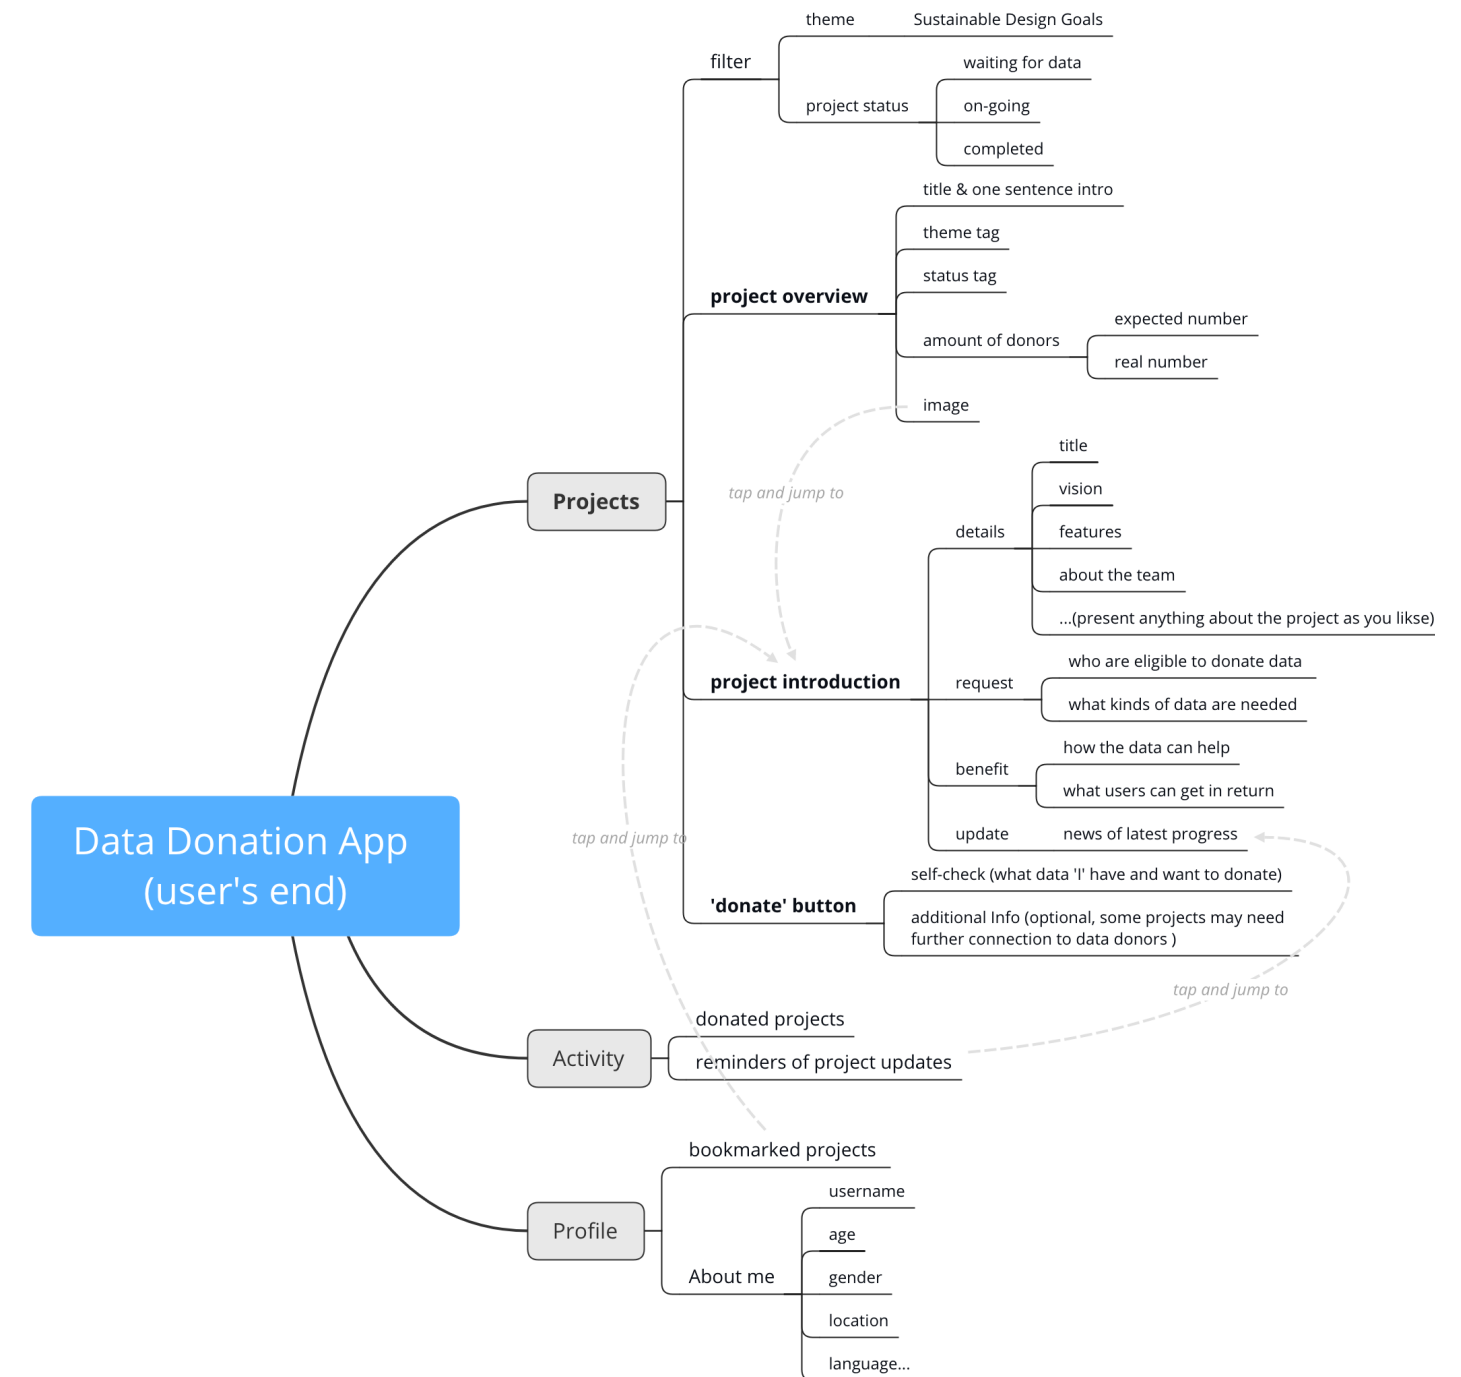 theme
Sustainable Design Goals
filter
waiting for data
project status
on-going
completed
title & one sentence intro
theme tag
status tag
project overview
expected number
amount of donors
real number
image
title
tap and jump to
vision
Projects
details
features
about the team
...(present anything about the project as you likse)
who are eligible to donate data
project introduction
request
what kinds of data are needed
how the data can help
benefit
what users can get in return
update
news of latest progress
tap and jump to
Data Donation App
(user's end)
self-check (what data 'I' have and want to donate)
'donate' button
additional Info (optional, some projects may need
further connection to data donors )
tap and jump to
donated projects
Activity
reminders of project updates
bookmarked projects
username
Profile
age
About me
gender
location
language...